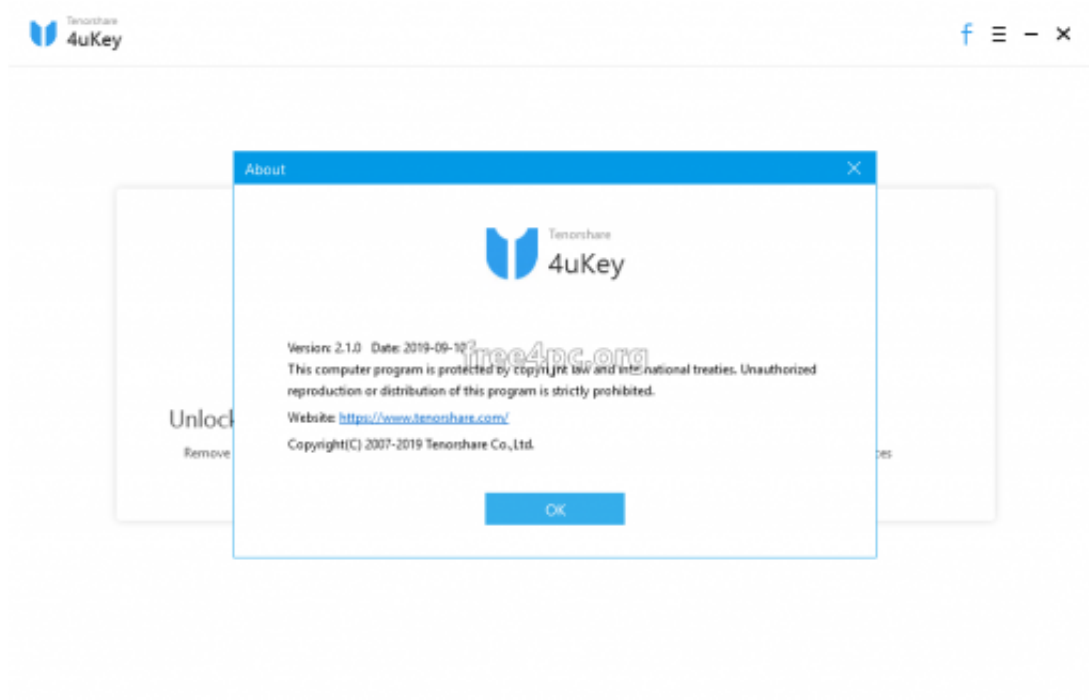 Tenorshare
4uKey
f
About
Tenorshare
4uKey
Version: 2.1.0 Date: 2019-09-10
free4pc.org
This computer program is protected by copyright law and international treaties. Unauthorized
reproduction or distribution of this program is strictly prohibited.
Unlock
Website: https://www.tenorshare.com/
Copyright(C) 2007-2019 Tenorshare Co.,Ltd.
Remove
ces
OK